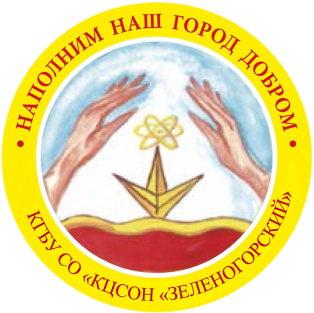 • НАПОЛНИМ НАШ ГОРОД ДОБРОМ •
КГБУ СО «КЦСОН «ЗЕЛЕНОГОРСКИЙ»